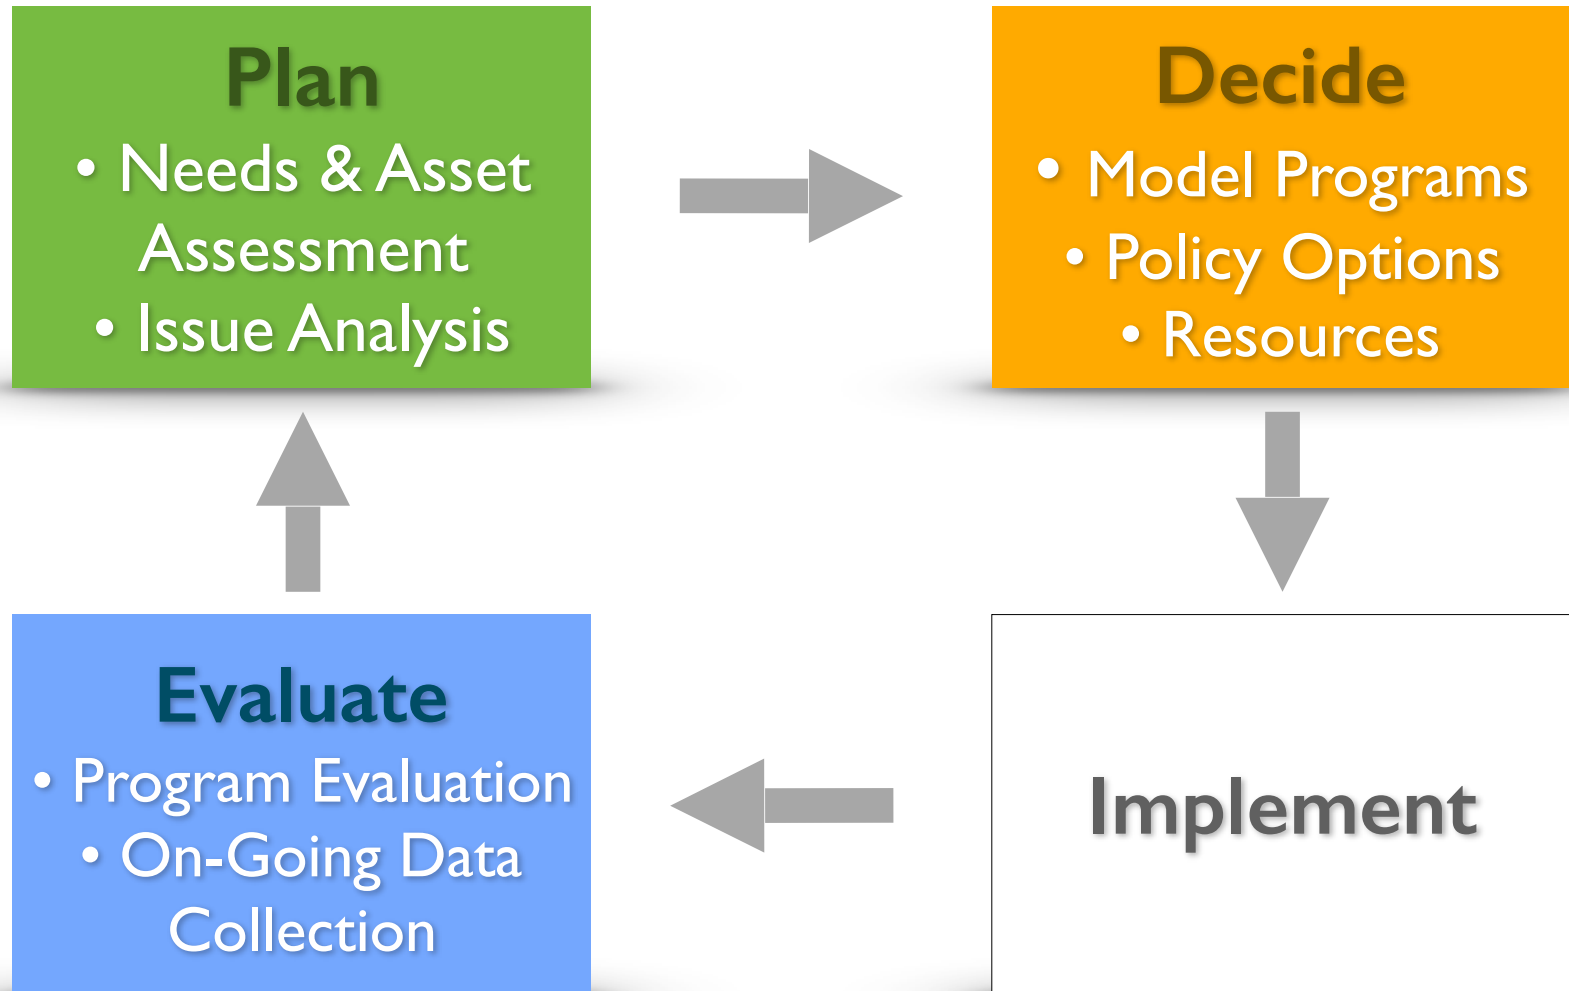 Plan
• Needs & Asset
Assessment
• Issue Analysis
Decide
• Model Programs
• Policy Options
• Resources
Evaluate
• Program Evaluation
• On-Going Data
Collection
Implement